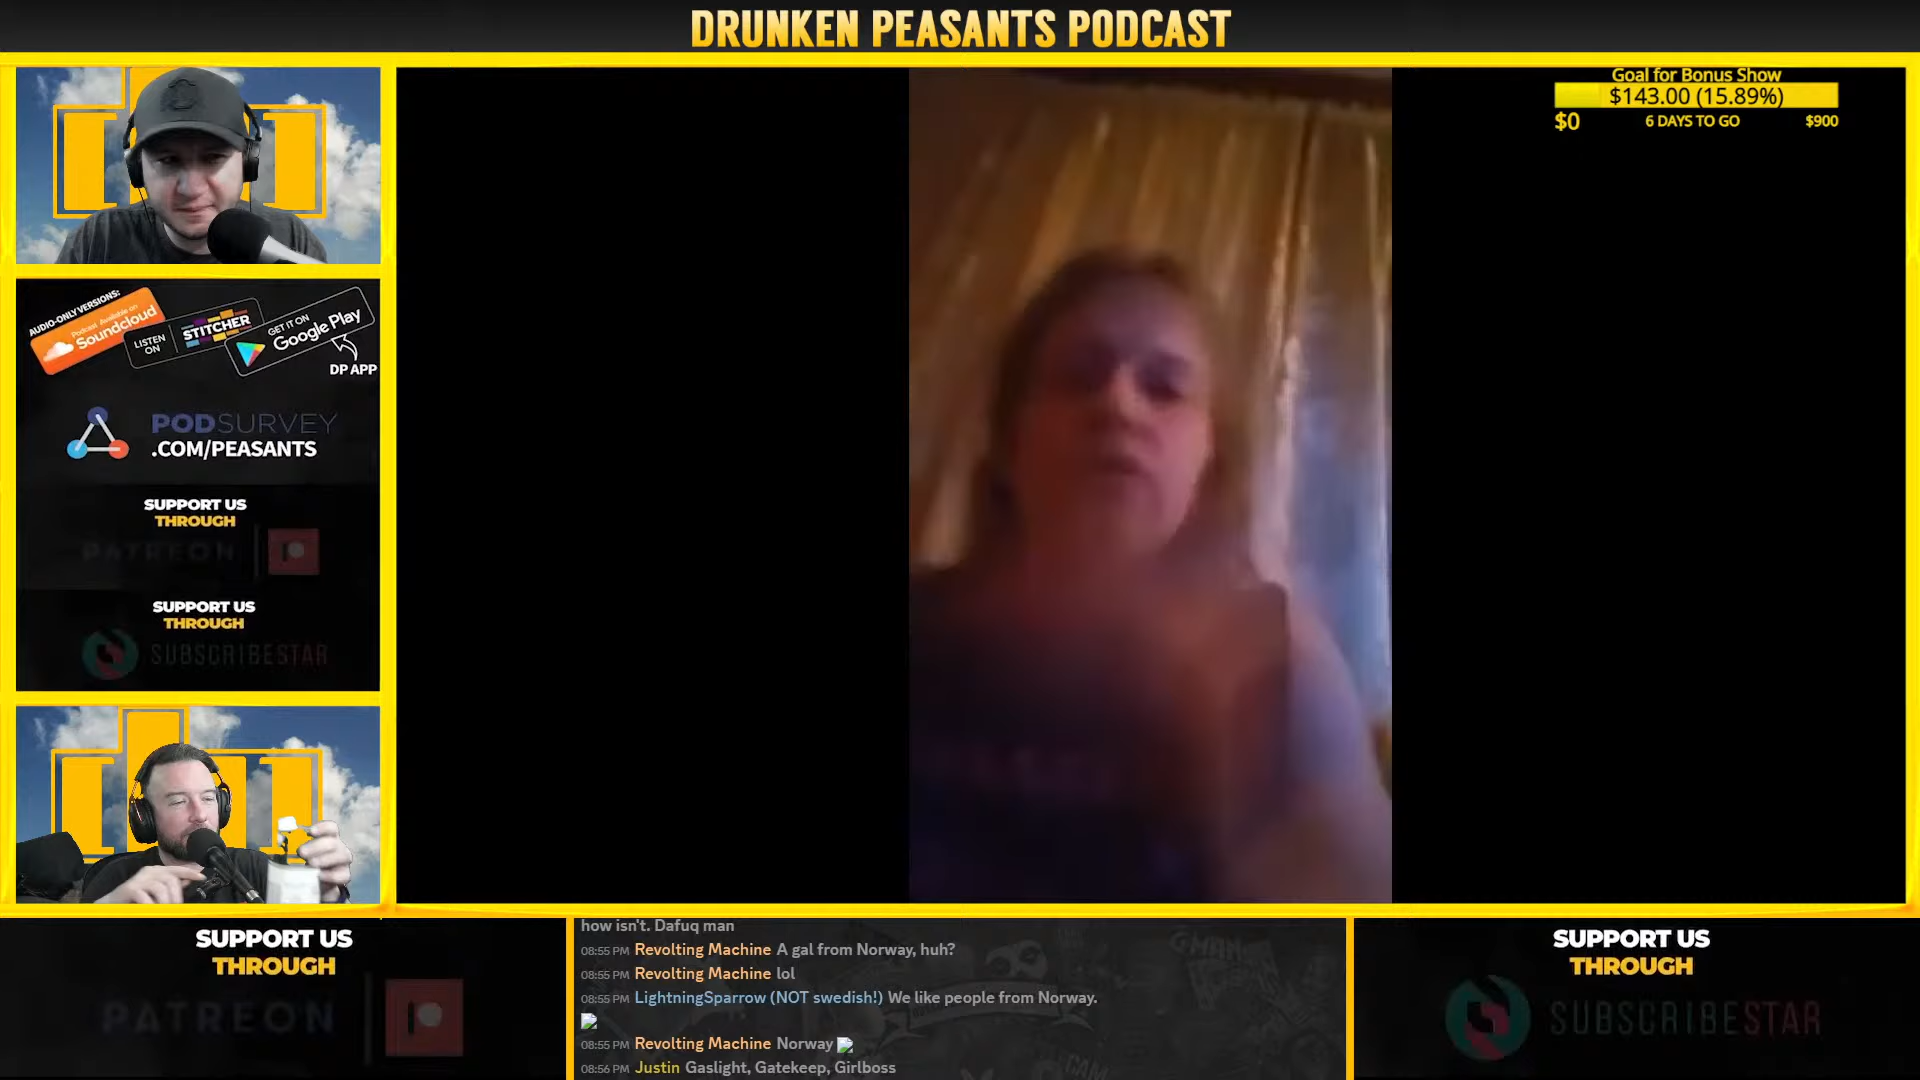 DRUNKEN PEASANTS PODCAST
Goal for Bonus Show
$143.00 (15.89%)
$0 6 DAYS TO GO $900
AUDIO-ONLY VERSIONS:
Podcast Available on
Soundcloud
LISTEN
ON
STITCHER
GET IT ON
Google Play
DP APP
PODSURVEY
.COM/PEASANTS
SUPPORT US
THROUGH
PATREON
SUPPORT US
THROUGH
SUBSCRIBESTAR
SUPPORT US
THROUGH
PATREON
how isn't. Dafuq man
08:55 PM Revolting Machine A gal from Norway, huh?
08:55 PM Revolting Machine lol
08:55 PM LightningSparrow (NOT swedish!) We like people from Norway.
08:55 PM Revolting Machine Norway
08:56 PM Justin Gaslight, Gatekeep, Girlboss
SUPPORT US
THROUGH
SUBSCRIBESTAR